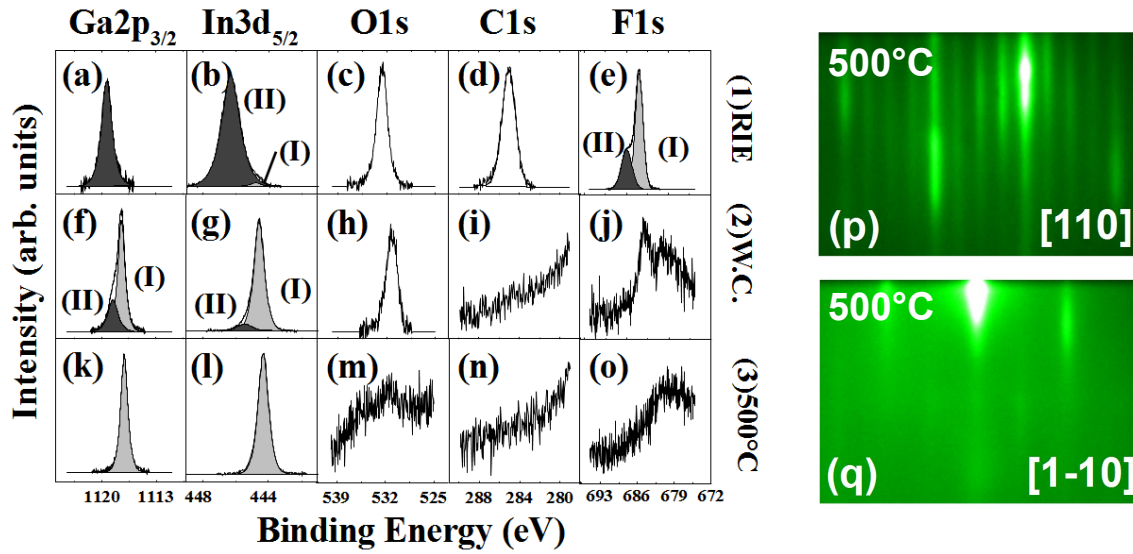 Ga2p3/2 In3d5/2 O1s C1s F1s
Intensity (arb. units)
(a) (b) (II) (I) (c) (d) (e) (II) (I)
(1)RIE
(f) (II) (I) (g) (II) (I) (h) (i) (j)
(2)W.C.
(k) (l) (m) (n) (o)
(3)500°C
1120 1113 448 444 539 532 525 288 284 280 693 686 679 672
Binding Energy (eV)
500°C
(p) [110]
500°C
(q) [1-10]